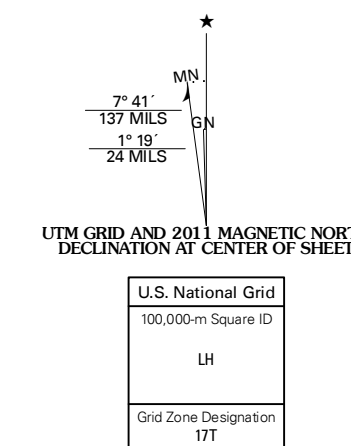 ★
MN
7° 41´
137 MILS
GN
1° 19´
24 MILS
UTM GRID AND 2011 MAGNETIC NORT
DECLINATION AT CENTER OF SHEET
U.S. National Grid
100,000-m Square ID
LH
Grid Zone Designation
17T